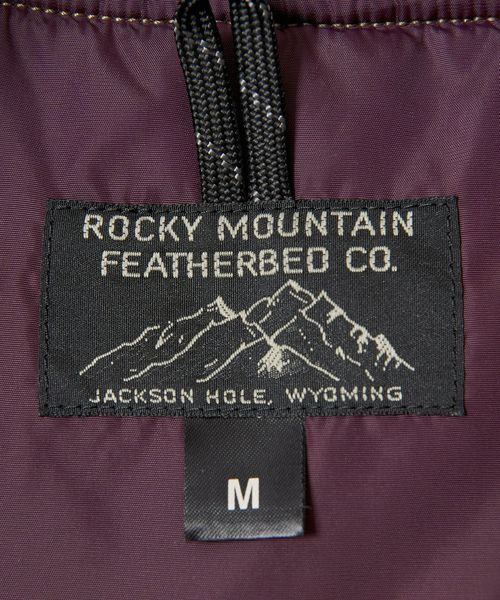 ROCKY MOUNTAIN
FEATHERBED CO.
JACKSON HOLE, WYOMING
M